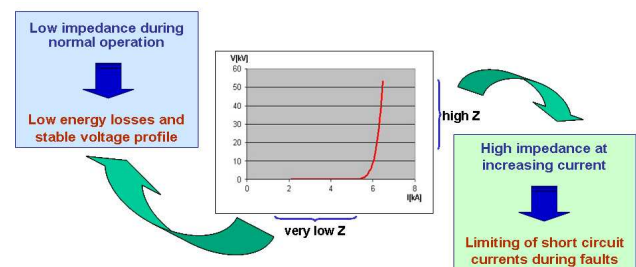 Low impedance during
normal operation
Low energy losses and
stable voltage profile
V[kV]
60
50
40
30
20
10
0
0 2 4 6 8
I[kA]
very low Z
high Z
High impedance at
increasing current
Limiting of short circuit
currents during faults